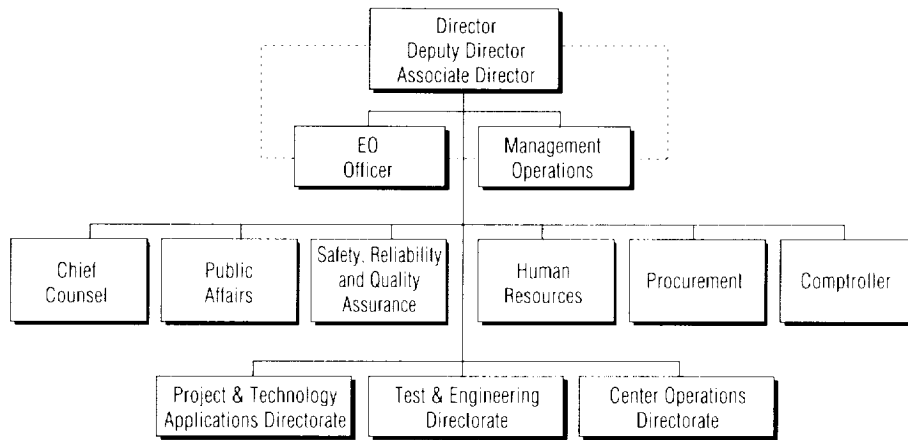 Director
Deputy Director
Associate Director
EO
Officer
Management
Operations
Chief
Counsel
Public
Affairs
Safety, Reliability
and Quality
Assurance
Human
Resources
Procurement
Comptroller
Project & Technology
Applications Directorate
Test & Engineering
Directorate
Center Operations
Directorate